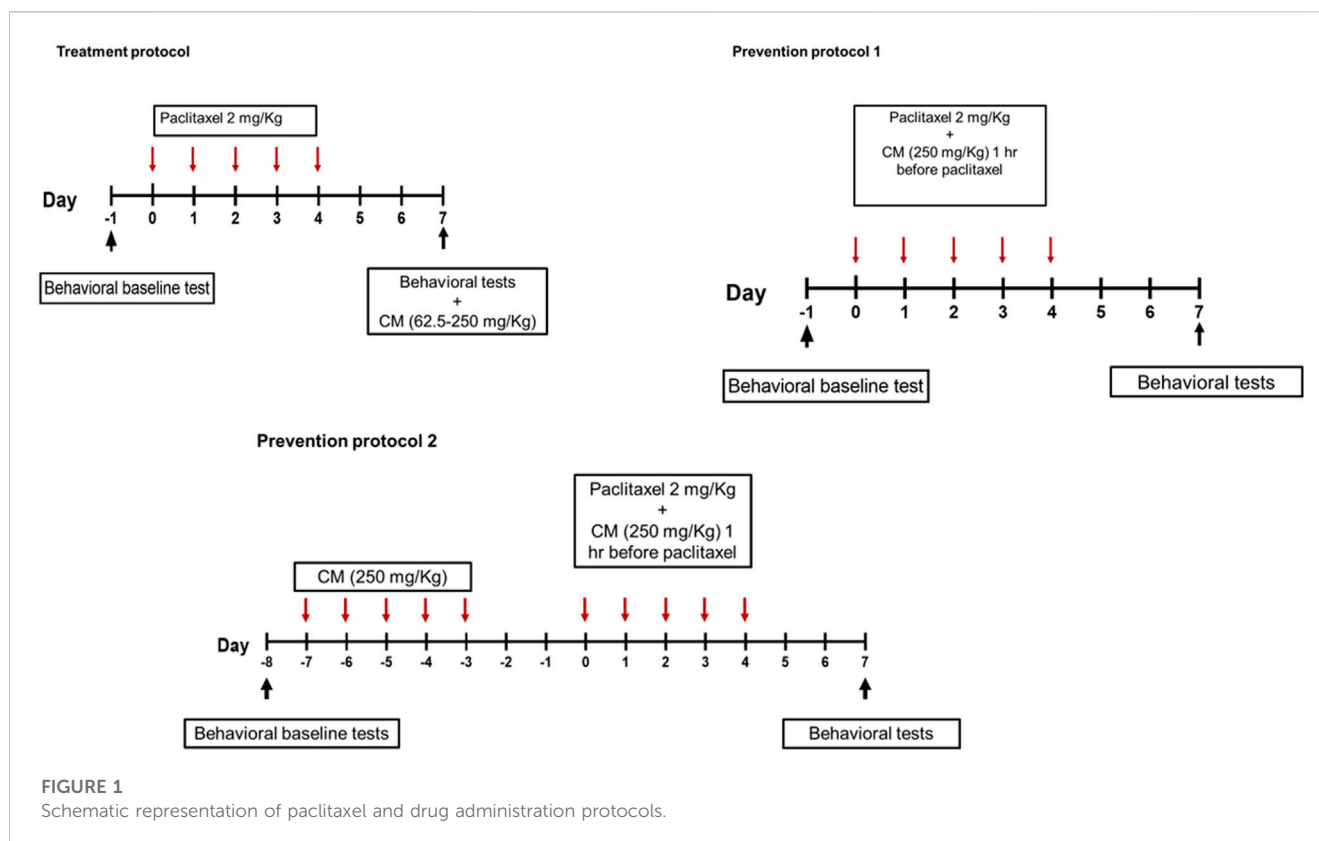 Treatment protocol
Paclitaxel 2 mg/Kg
Day
-1 0 1 2 3 4 5 6 7
Behavioral baseline test
Behavioral tests
+
CM (62.5-250 mg/Kg)
Prevention protocol 1
Paclitaxel 2 mg/Kg
+
CM (250 mg/Kg) 1 hr
before paclitaxel
Day
-1 0 1 2 3 4 5 6 7
Behavioral baseline test
Behavioral tests
Prevention protocol 2
CM (250 mg/Kg)
Paclitaxel 2 mg/Kg
+
CM (250 mg/Kg) 1
hr before paclitaxel
Day
-8 -7 -6 -5 -4 -3 -2 -1 0 1 2 3 4 5 6 7
Behavioral baseline tests
Behavioral tests
FIGURE 1
Schematic representation of paclitaxel and drug administration protocols.